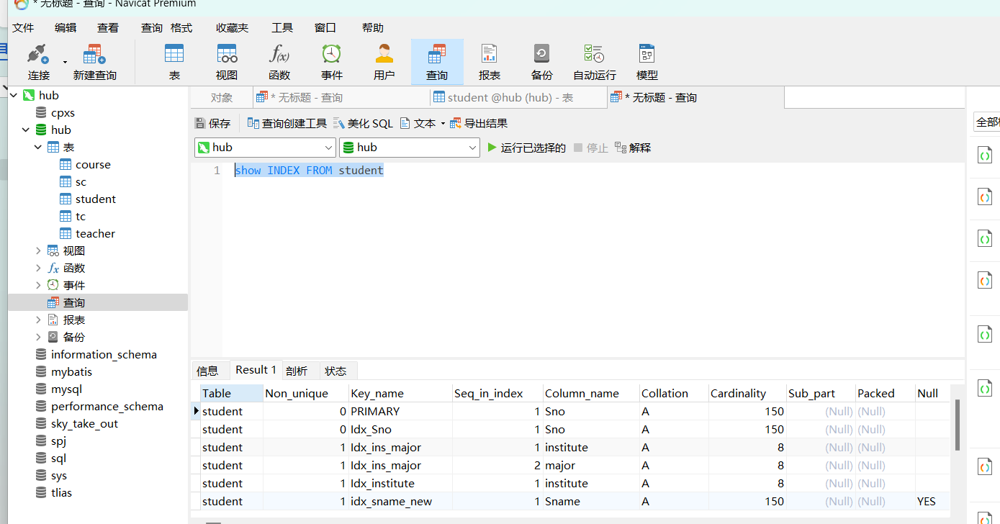 * 无标题 - 查询 - Navicat Premium
文件 编辑 查看 查询 格式 收藏夹 工具 窗口 帮助
连接 新建查询 表 视图 函数 事件 用户 查询 报表 备份 自动运行 模型
hub
cpxs
hub
表
course
sc
student
tc
teacher
视图
函数
事件
查询
报表
备份
information_schema
mybatis
mysql
performance_schema
sky_take_out
spj
sql
sys
tlias
对象 * 无标题 - 查询 student @hub (hub) - 表 * 无标题 - 查询
保存 查询创建工具 美化 SQL 文本 导出结果
hub hub 运行已选择的 停止 解释
1 show INDEX FROM student
信息 Result 1 剖析 状态
Table Non_unique Key_name Seq_in_index Column_name Collation Cardinality Sub_part Packed Null
student 0 PRIMARY 1 Sno A 150 (Null) (Null)
student 0 Idx_Sno 1 Sno A 150 (Null) (Null)
student 1 Idx_ins_major 1 institute A 8 (Null) (Null)
student 1 Idx_ins_major 2 major A 8 (Null) (Null)
student 1 Idx_institute 1 institute A 8 (Null) (Null)
student 1 idx_sname_new 1 Sname A 150 (Null) (Null) YES
全部